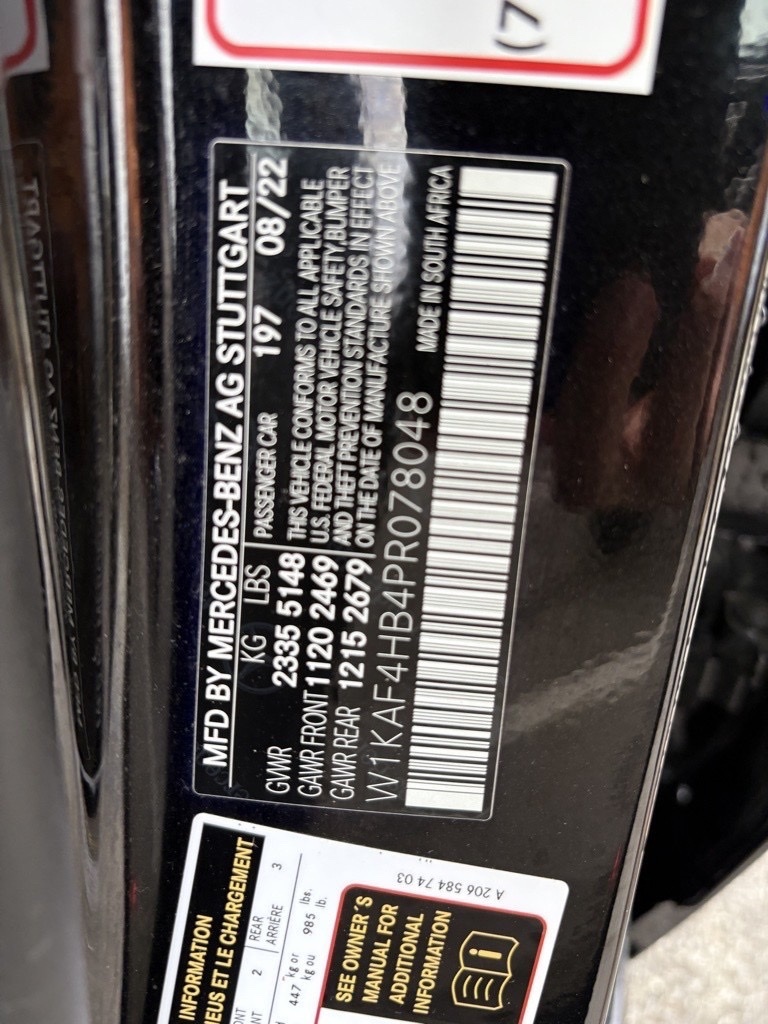 MFD BY MERCEDES-BENZ AG STUTTGART
KG LBS PASSENGER CAR 197 08/22
GVWR 2335 5148 THIS VEHICLE CONFORMS TO ALL APPLICABLE
GAWR FRONT 1120 2469 U.S. FEDERAL MOTOR VEHICLE SAFETY,BUMPER
GAWR REAR 1215 2679 AND THEFT PREVENTION STANDARDS IN EFFECT
ON THE DATE OF MANUFACTURE SHOWN ABOVE
W1KAF4HB4PR078048 MADE IN SOUTH AFRICA
(7
INFORMATION
ET LE CHARGEMENT
2 REAR 3
ARRIÈRE
447 kg or 985 lbs.
kg ou lb.
SEE OWNER'S
MANUAL FOR
ADDITIONAL
INFORMATION
A 206 584 74 03